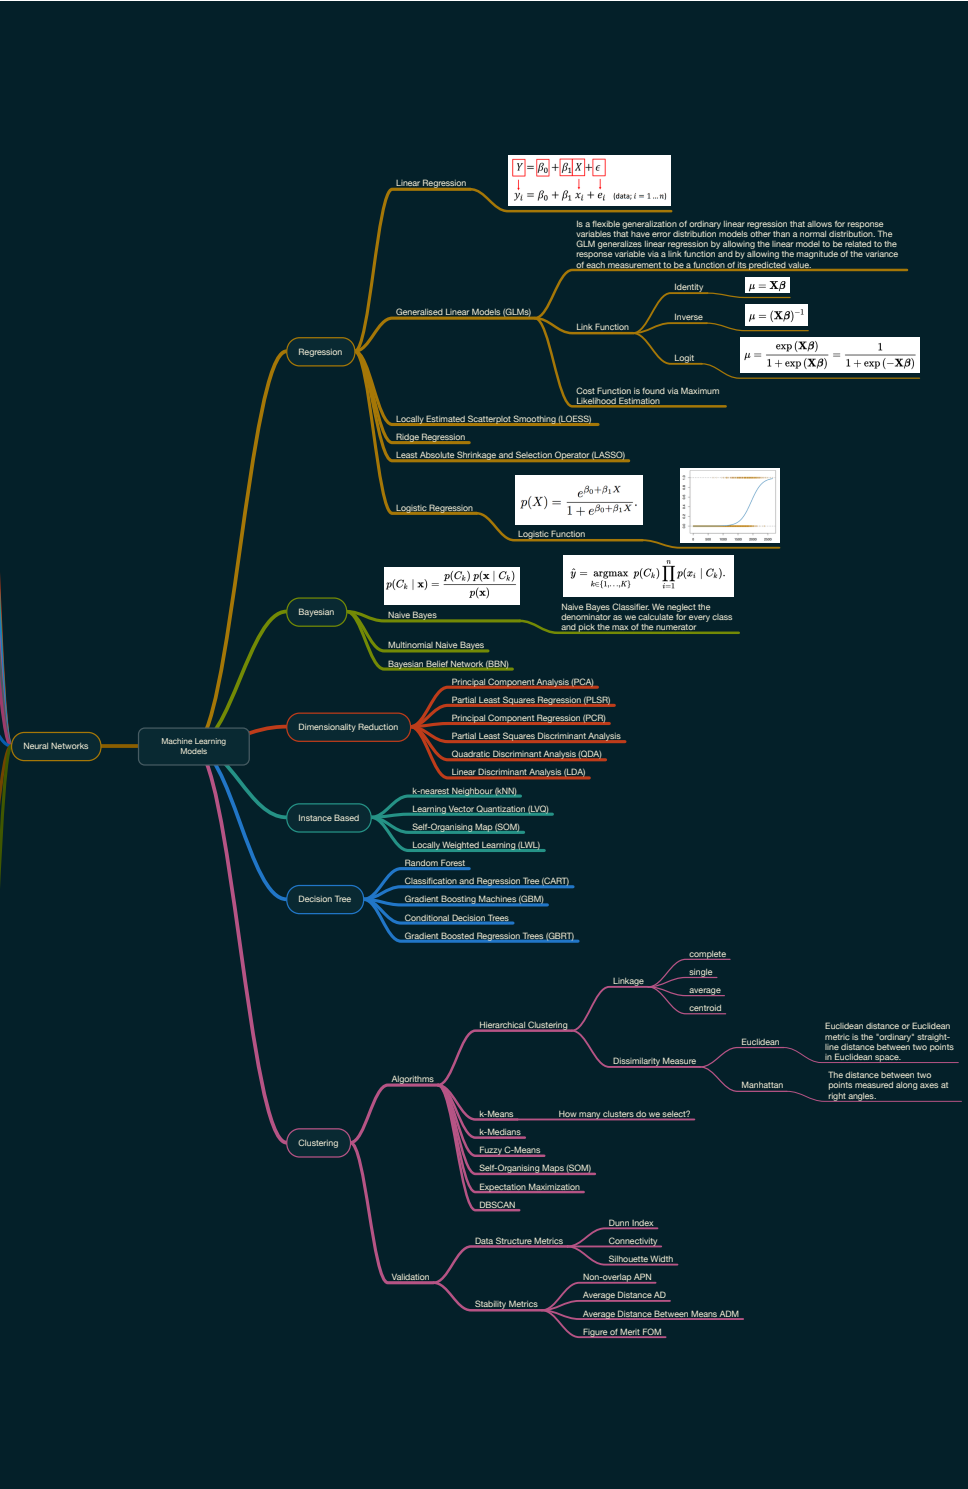 Y = β₀ + β₁ X + ϵ
yᵢ = β₀ + β₁ xᵢ + eᵢ (data; i = 1 ... n)
Linear Regression
Is a flexible generalization of ordinary linear regression that allows for response
variables that have error distribution models other than a normal distribution. The
GLM generalizes linear regression by allowing the linear model to be related to the
response variable via a link function and by allowing the magnitude of the variance
of each measurement to be a function of its predicted value.
Generalised Linear Models (GLMs)
Link Function
Identity
μ = Xβ
Inverse
μ = (Xβ)⁻¹
Logit
μ = exp (Xβ) / 1 + exp (Xβ) = 1 / 1 + exp (−Xβ)
Cost Function is found via Maximum
Likelihood Estimation
Regression
Locally Estimated Scatterplot Smoothing (LOESS)
Ridge Regression
Least Absolute Shrinkage and Selection Operator (LASSO)
Logistic Regression
p(X) = e^(β₀+β₁X) / 1 + e^(β₀+β₁X).
Logistic Function
p(Cₖ | x) = p(Cₖ) p(x | Cₖ) / p(x)
ŷ = argmax k∈{1,...,K} p(Cₖ) ∏ i=1 n p(xᵢ | Cₖ).
Bayesian
Naive Bayes
Naive Bayes Classifier. We neglect the
denominator as we calculate for every class
and pick the max of the numerator
Multinomial Naive Bayes
Bayesian Belief Network (BBN)
Principal Component Analysis (PCA)
Partial Least Squares Regression (PLSR)
Principal Component Regression (PCR)
Dimensionality Reduction
Partial Least Squares Discriminant Analysis
Quadratic Discriminant Analysis (QDA)
Linear Discriminant Analysis (LDA)
Neural Networks
Machine Learning
Models
k-nearest Neighbour (kNN)
Learning Vector Quantization (LVQ)
Instance Based
Self-Organising Map (SOM)
Locally Weighted Learning (LWL)
Random Forest
Classification and Regression Tree (CART)
Decision Tree
Gradient Boosting Machines (GBM)
Conditional Decision Trees
Gradient Boosted Regression Trees (GBRT)
complete
single
Linkage
average
centroid
Hierarchical Clustering
Dissimilarity Measure
Euclidean
Euclidean distance or Euclidean
metric is the "ordinary" straight-
line distance between two points
in Euclidean space.
Manhattan
The distance between two
points measured along axes at
right angles.
Algorithms
k-Means
How many clusters do we select?
k-Medians
Fuzzy C-Means
Self-Organising Maps (SOM)
Expectation Maximization
DBSCAN
Clustering
Dunn Index
Data Structure Metrics
Connectivity
Silhouette Width
Validation
Non-overlap APN
Average Distance AD
Stability Metrics
Average Distance Between Means ADM
Figure of Merit FOM